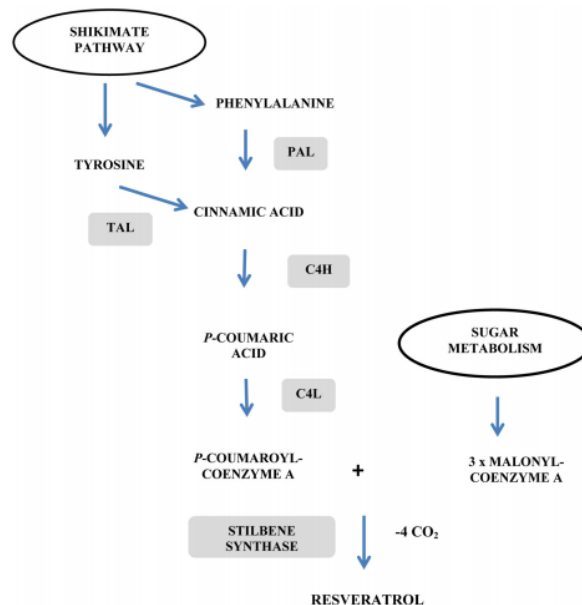 SHIKIMATE
PATHWAY
PHENYLALANINE
PAL
TYROSINE
TAL
CINNAMIC ACID
C4H
P-COUMARIC
ACID
SUGAR
METABOLISM
C4L
P-COUMAROYL-
COENZYME A
+
3 x MALONYL-
COENZYME A
STILBENE
SYNTHASE
-4 CO₂
RESVERATROL